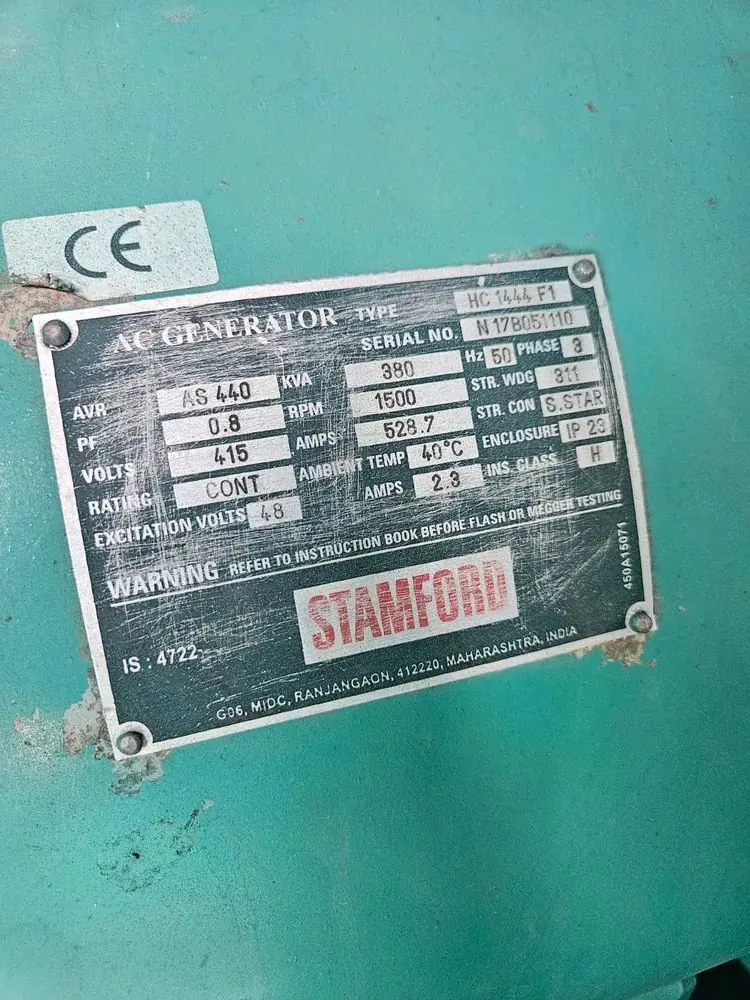 CE
AC GENERATOR TYPE HC 1444 F1
SERIAL NO. N17B051110
AVR AS 440 KVA 380 Hz 50 PHASE 3
PF 0.8 RPM 1500 STR. WDG 311
VOLTS 415 AMPS 528.7 STR. CON S.STAR
RATING CONT AMBIENT TEMP 40°C ENCLOSURE IP 23
EXCITATION VOLTS 48 AMPS 2.3 INS CLASS H
WARNING REFER TO INSTRUCTION BOOK BEFORE FLASH OR MEGGER TESTING
450A15071
STAMFORD
IS : 4722
G06, MIDC, RANJANGAON, 412220, MAHARASHTRA, INDIA